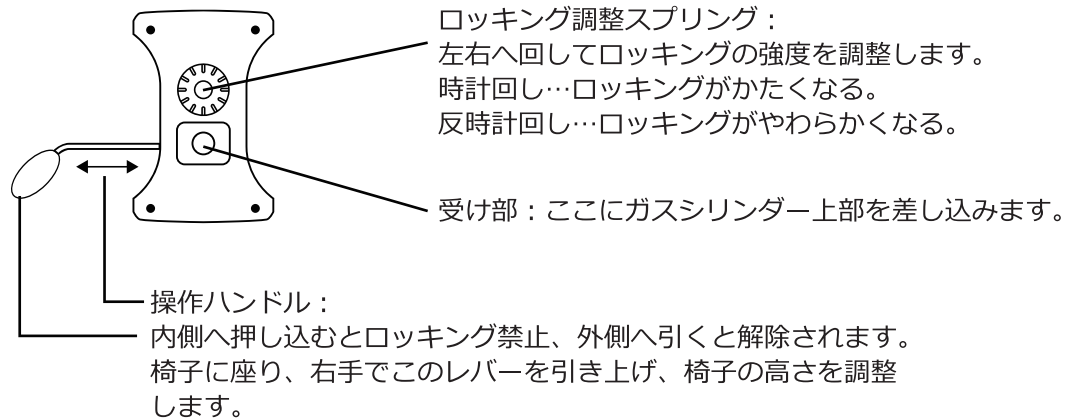 ロッキング調整スプリング：
左右へ回してロッキングの強度を調整します。
時計回し…ロッキングがかたくなる。
反時計回し…ロッキングがやわらかくなる。
受け部：ここにガスシリンダー上部を差し込みます。
操作ハンドル：
内側へ押し込むとロッキング禁止、外側へ引くと解除されます。
椅子に座り、右手でこのレバーを引き上げ、椅子の高さを調整
します。